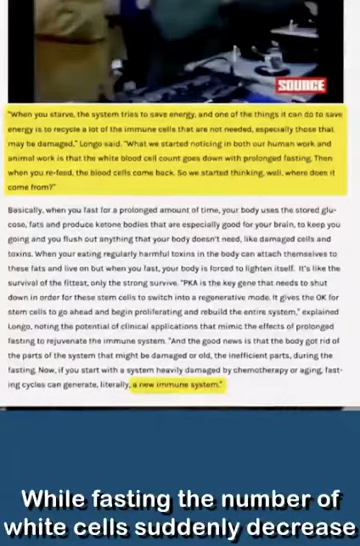 SOURCE
"When you starve, the system tries to save energy, and one of the things it can do to save
energy is to recycle a lot of the immune cells that are not needed, especially those that
may be damaged," Longo said. "What we started noticing in both our human work and
animal work is that the white blood cell count goes down with prolonged fasting. Then
when you re-feed, the blood cells come back. So we started thinking, well, where does it
come from?"
Basically, when you fast for a prolonged amount of time, your body uses the stored glu-
cose, fats and produce ketone bodies that are especially good for your brain, to keep you
going and you flush out anything that your body doesn't need, like damaged cells and
toxins. When your eating regularly harmful toxins in the body can attach themselves to
these fats and live on but when you fast, your body is forced to lighten itself. It's like the
survival of the fittest, only the strong survive. "PKA is the key gene that needs to shut
down in order for these stem cells to switch into a regenerative mode. It gives the OK for
stem cells to go ahead and begin proliferating and rebuild the entire system," explained
Longo, noting the potential of clinical applications that mimic the effects of prolonged
fasting to rejuvenate the immune system. "And the good news is that the body got rid of
the parts of the system that might be damaged or old, the inefficient parts, during the
fasting. Now, if you start with a system heavily damaged by chemotherapy or aging, fast-
ing cycles can generate, literally, a new immune system."
While fasting the number of
white cells suddenly decrease